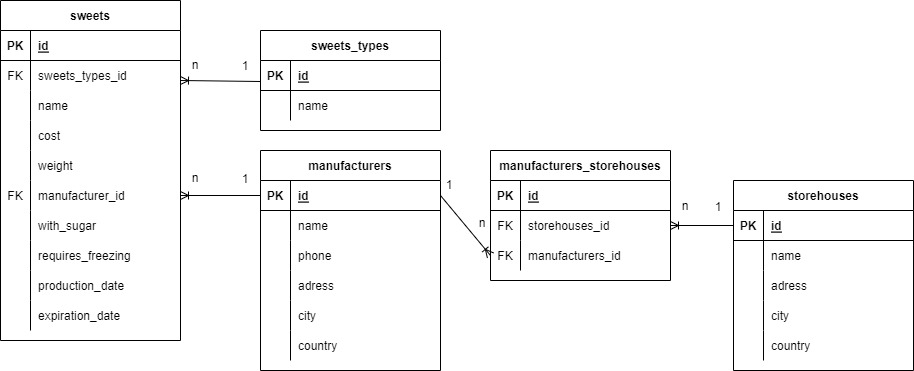 sweets
PK id
FK sweets_types_id
name
cost
weight
FK manufacturer_id
with_sugar
requires_freezing
production_date
expiration_date
n 1
sweets_types
PK id
name
n 1
manufacturers
PK id
name
phone
adress
city
country
1
n
manufacturers_storehouses
PK id
FK storehouses_id
FK manufacturers_id
n 1
storehouses
PK id
name
adress
city
country